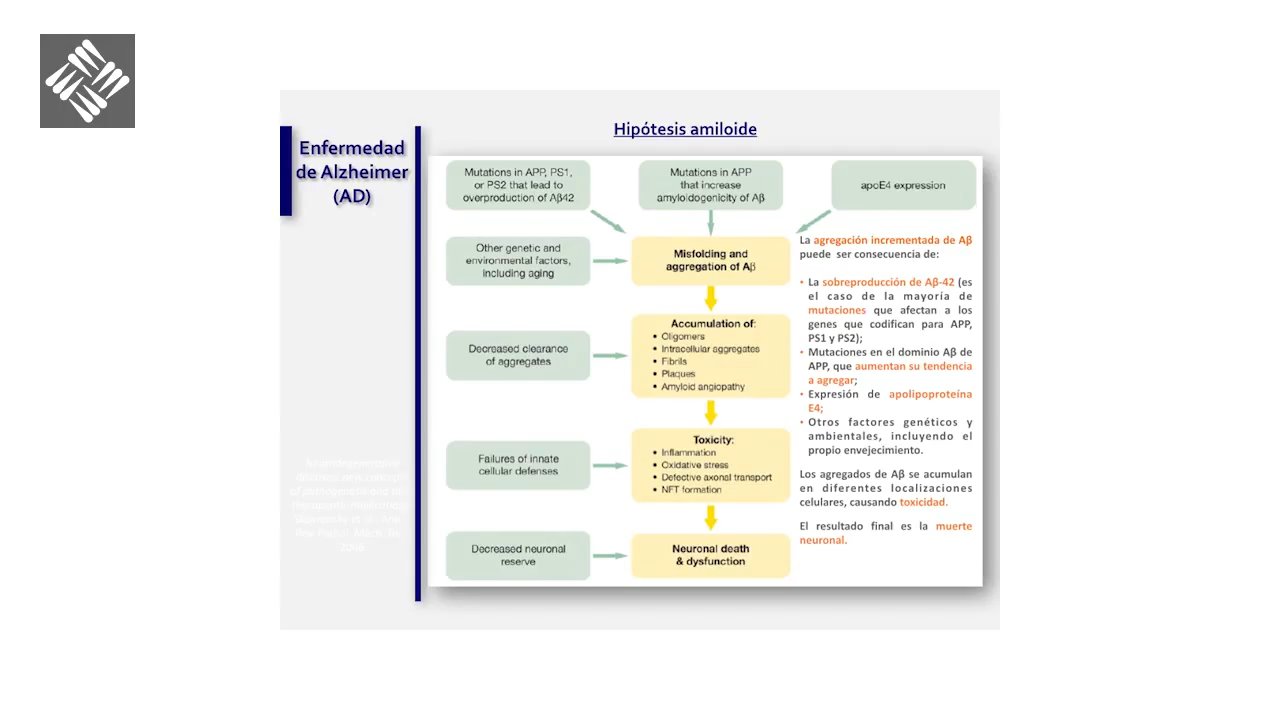 Hipótesis amiloide
Enfermedad
de Alzheimer
(AD)
Mutations in APP, PS1,
or PS2 that lead to
overproduction of Aβ42
Mutations in APP
that increase
amyloidogenicity of Aβ
apoE4 expression
Other genetic and
environmental factors,
including aging
Misfolding and
aggregation of Aβ
Decreased clearance
of aggregates
Accumulation of:
• Oligomers
• Intracellular aggregates
• Fibrils
• Plaques
• Amyloid angiopathy
Failures of innate
cellular defenses
Toxicity:
• Inflammation
• Oxidative stress
• Defective axonal transport
• NFT formation
Decreased neuronal
reserve
Neuronal death
& dysfunction
La agregación incrementada de Aβ
puede ser consecuencia de:
• La sobreproducción de Aβ-42 (es
el caso de la mayoría de
mutaciones que afectan a los
genes que codifican para APP,
PS1 y PS2);
• Mutaciones en el dominio Aβ de
APP, que aumentan su tendencia
a agregar;
• Expresión de apolipoproteína
E4;
• Otros factores genéticos y
ambientales, incluyendo el
propio envejecimiento.
Los agregados de Aβ se acumulan
en diferentes localizaciones
celulares, causando toxicidad.
El resultado final es la muerte
neuronal.